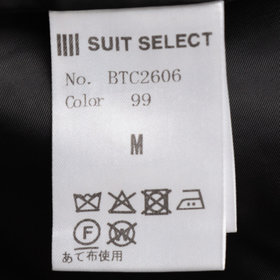 SUIT SELECT
No. BTC2606
Color 99
M
F W
あて布使用